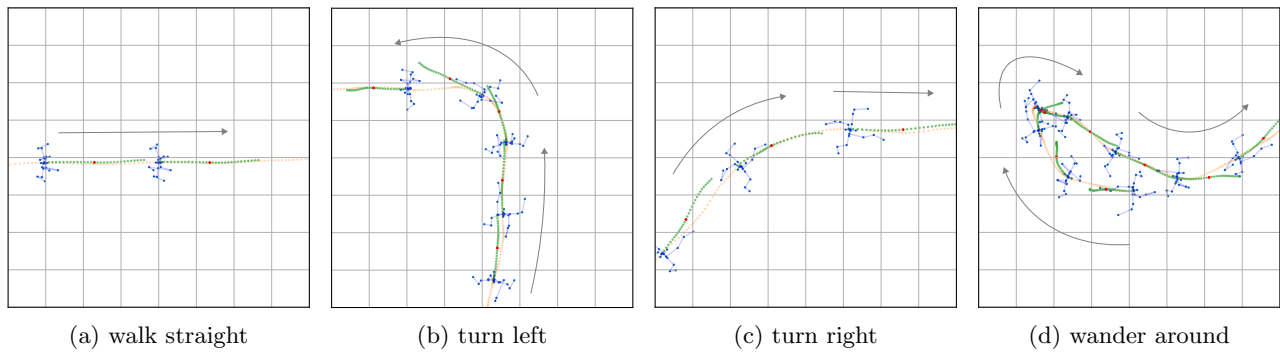 (a) walk straight
(b) turn left
(c) turn right
(d) wander around